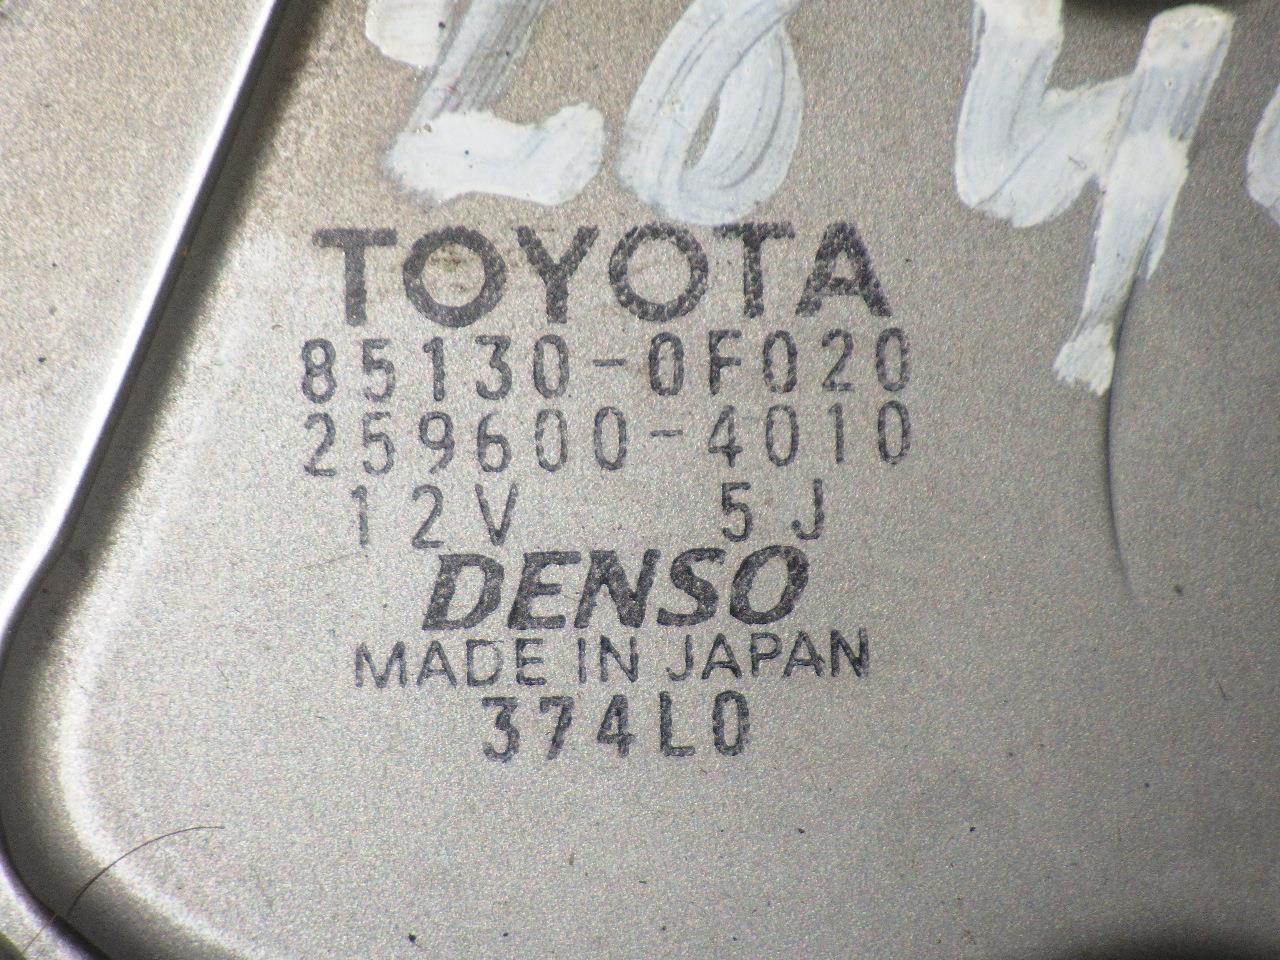 TOYOTA
85130-0F020
259600-4010
12V 5J
DENSO
MADE IN JAPAN
374L0